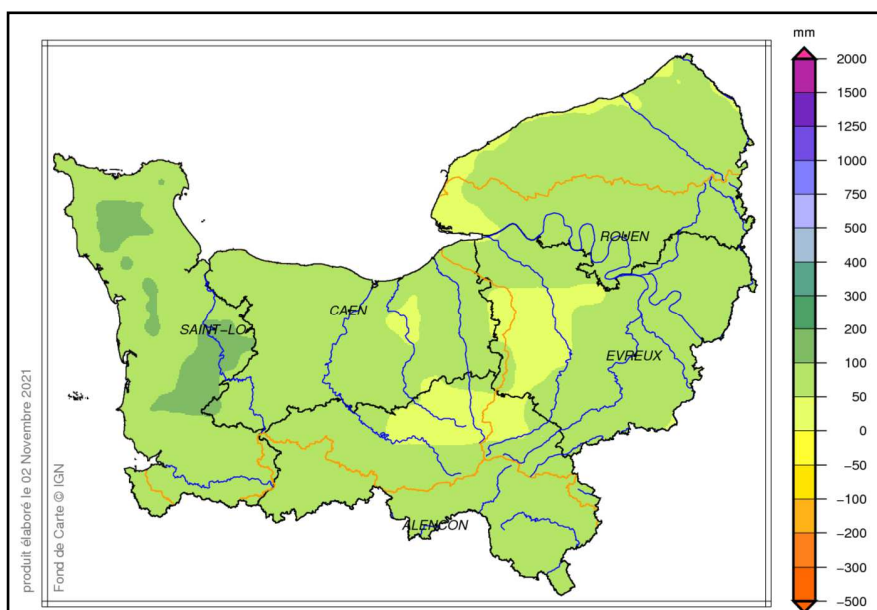 mm
2000
1500
1250
1000
750
500
400
300
200
100
50
0
−50
−100
−200
−300
−500
ROUEN
CAEN
SAINT−LO
EVREUX
ALENCON
produit élaboré le 02 Novembre 2021
Fond de Carte © IGN